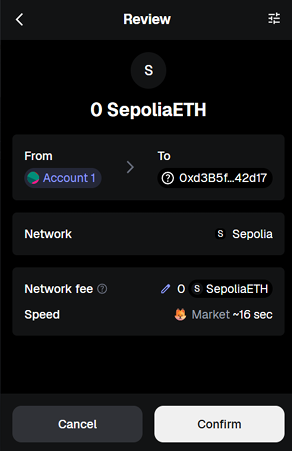 Review
S
0 SepoliaETH
From
To
Account 1
0xd3B5f...42d17
Network
S Sepolia
Network fee
0 S SepoliaETH
Speed
Market ~16 sec
Cancel
Confirm